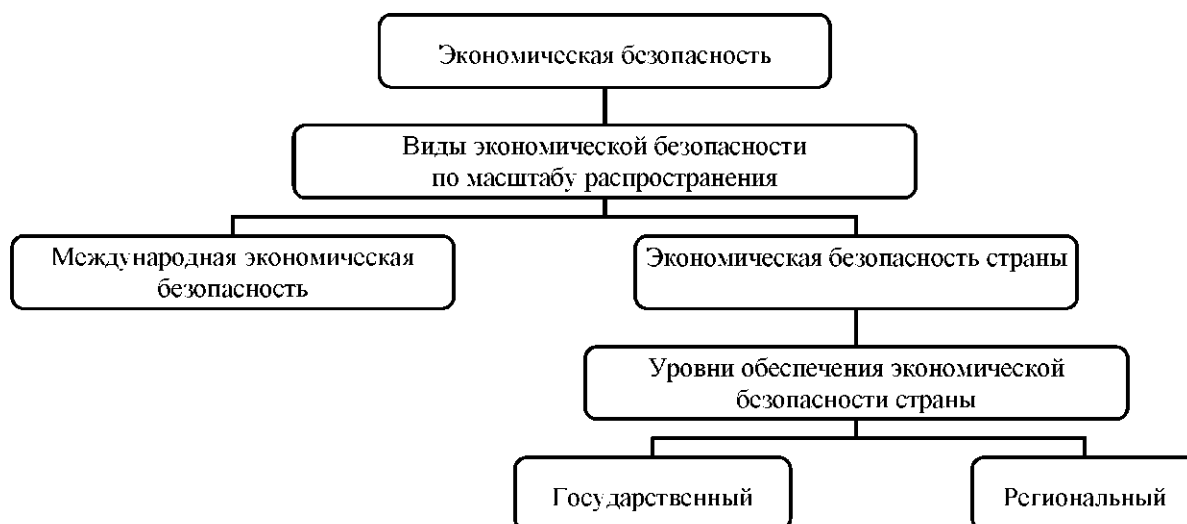 Экономическая безопасность
Виды экономической безопасности
по масштабу распространения
Международная экономическая
безопасность
Экономическая безопасность страны
Уровни обеспечения экономической
безопасности страны
Государственный
Региональный